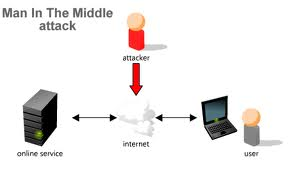 Man In The Middle
attack
attacker
online service
internet
user